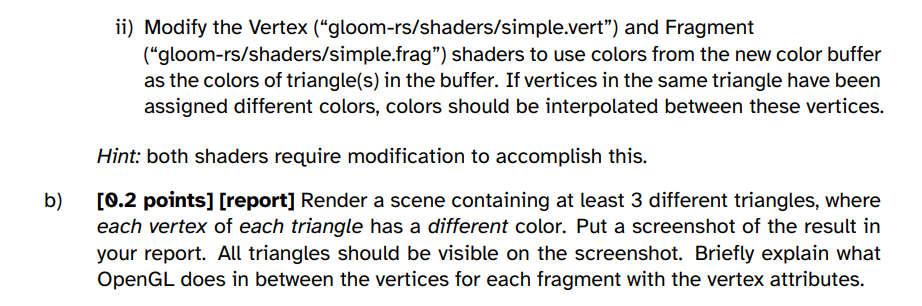 ii) Modify the Vertex (“gloom-rs/shaders/simple.vert”) and Fragment
(“gloom-rs/shaders/simple.frag”) shaders to use colors from the new color buffer
as the colors of triangle(s) in the buffer. If vertices in the same triangle have been
assigned different colors, colors should be interpolated between these vertices.
Hint: both shaders require modification to accomplish this.
b) [0.2 points] [report] Render a scene containing at least 3 different triangles, where
each vertex of each triangle has a different color. Put a screenshot of the result in
your report. All triangles should be visible on the screenshot. Briefly explain what
OpenGL does in between the vertices for each fragment with the vertex attributes.